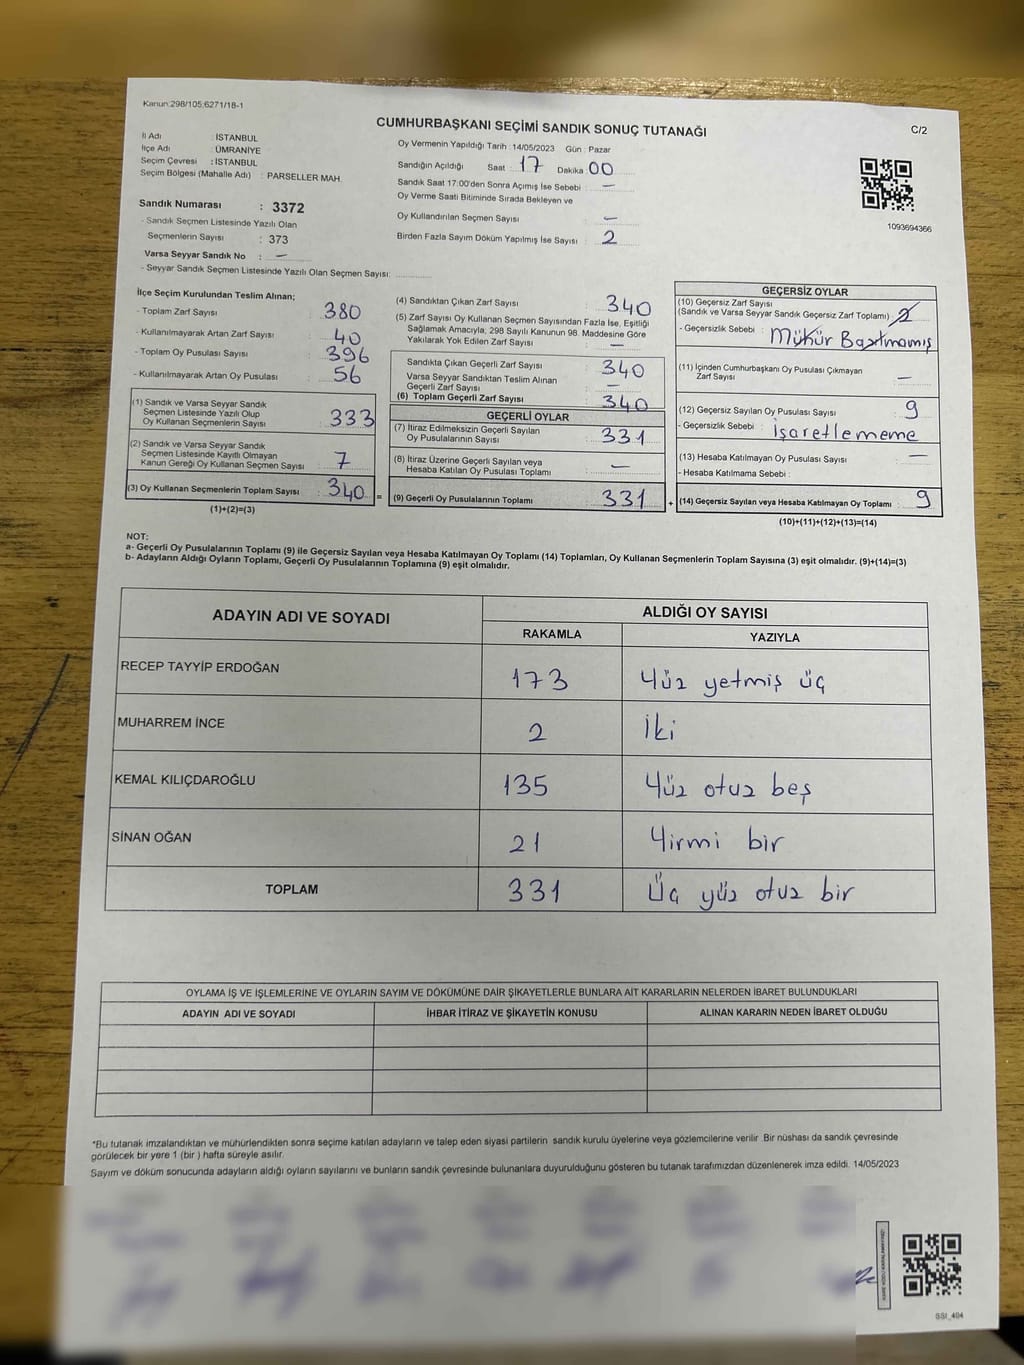 Kanun:298/105;6271/18-1
CUMHURBAŞKANI SEÇİMİ SANDIK SONUÇ TUTANAĞI
C/2
İl Adı : İSTANBUL
İlçe Adı : ÜMRANİYE
Seçim Çevresi : İSTANBUL
Seçim Bölgesi (Mahalle Adı) : PARSELLER MAH.
Sandık Numarası : 3372
- Sandık Seçmen Listesinde Yazılı Olan
Seçmenlerin Sayısı : 373
Varsa Seyyar Sandık No : —
- Seyyar Sandık Seçmen Listesinde Yazılı Olan Seçmen Sayısı:
Oy Vermenin Yapıldığı Tarih : 14/05/2023 Gün : Pazar
Sandığın Açıldığı Saat : 17 Dakika : 00
Sandık Saat 17:00'den Sonra Açımış İse Sebebi : —
Oy Verme Saati Bitiminde Sırada Bekleyen ve
Oy Kullandırılan Seçmen Sayısı : —
Birden Fazla Sayım Döküm Yapılmış İse Sayısı : 2
1093694366
İlçe Seçim Kurulundan Teslim Alınan;
- Toplam Zarf Sayısı : 380
- Kullanılmayarak Artan Zarf Sayısı : 40
- Toplam Oy Pusulası Sayısı : 396
- Kullanılmayarak Artan Oy Pusulası : 56
(1) Sandık ve Varsa Seyyar Sandık
Seçmen Listesinde Yazılı Olup
Oy Kullanan Seçmenlerin Sayısı : 333
(2) Sandık ve Varsa Seyyar Sandık
Seçmen Listesinde Kayıtlı Olmayan
Kanun Gereği Oy Kullanan Seçmen Sayısı : 7
(3) Oy Kullanan Seçmenlerin Toplam Sayısı : 340 =
(1)+(2)=(3)
(4) Sandıktan Çıkan Zarf Sayısı : 340
(5) Zarf Sayısı Oy Kullanan Seçmen Sayısından Fazla İse, Eşitliği
Sağlamak Amacıyla; 298 Sayılı Kanunun 98. Maddesine Göre
Yakılarak Yok Edilen Zarf Sayısı : —
Sandıkta Çıkan Geçerli Zarf Sayısı : 340
Varsa Seyyar Sandıktan Teslim Alınan
Geçerli Zarf Sayısı : —
(6) Toplam Geçerli Zarf Sayısı : 340
GEÇERLİ OYLAR
(7) İtiraz Edilmeksizin Geçerli Sayılan
Oy Pusulalarının Sayısı : 331
(8) İtiraz Üzerine Geçerli Sayılan veya
Hesaba Katılan Oy Pusulası Toplamı : —
(9) Geçerli Oy Pusulalarının Toplamı : 331 +
GEÇERSİZ OYLAR
(10) Geçersiz Zarf Sayısı
(Sandık ve Varsa Seyyar Sandık Geçersiz Zarf Toplamı) :
- Geçersizlik Sebebi : Mühür Basılmamış
(11) İçinden Cumhurbaşkanı Oy Pusulası Çıkmayan
Zarf Sayısı : —
(12) Geçersiz Sayılan Oy Pusulası Sayısı : 9
- Geçersizlik Sebebi : işaretlememe
(13) Hesaba Katılmayan Oy Pusulası Sayısı : —
- Hesaba Katılmama Sebebi :
(14) Geçersiz Sayılan veya Hesaba Katılmayan Oy Toplamı : 9
(10)+(11)+(12)+(13)=(14)
NOT:
a- Geçerli Oy Pusulalarının Toplamı (9) ile Geçersiz Sayılan veya Hesaba Katılmayan Oy Toplamı (14) Toplamları, Oy Kullanan Seçmenlerin Toplam Sayısına (3) eşit olmalıdır. (9)+(14)=(3)
b- Adayların Aldığı Oyların Toplamı, Geçerli Oy Pusulalarının Toplamına (9) eşit olmalıdır.
ADAYIN ADI VE SOYADI ALDIĞI OY SAYISI
RAKAMLA YAZIYLA
RECEP TAYYİP ERDOĞAN 173 Yüz yetmiş üç
MUHARREM İNCE 2 İki
KEMAL KILIÇDAROĞLU 135 Yüz otuz beş
SİNAN OĞAN 21 Yirmi bir
TOPLAM 331 Üç yüz otuz bir
OYLAMA İŞ VE İŞLEMLERİNE VE OYLARIN SAYIM VE DÖKÜMÜNE DAİR ŞİKAYETLERLE BUNLARA AİT KARARLARIN NELERDEN İBARET BULUNDUKLARI
ADAYIN ADI VE SOYADI İHBAR İTİRAZ VE ŞİKAYETİN KONUSU ALINAN KARARIN NEDEN İBARET OLDUĞU
*Bu tutanak imzalandıktan ve mühürlendikten sonra seçime katılan adayların ve talep eden siyasi partilerin sandık kurulu üyelerine veya gözlemcilerine verilir Bir nüshası da sandık çevresinde
görülecek bir yere 1 (bir ) hafta süreyle asılır.
Sayım ve döküm sonucunda adayların aldığı oyların sayılarını ve bunların sandık çevresinde bulunanlara duyurulduğunu gösteren bu tutanak tarafımızdan düzenlenerek imza edildi. 14/05/2023
SSI_494